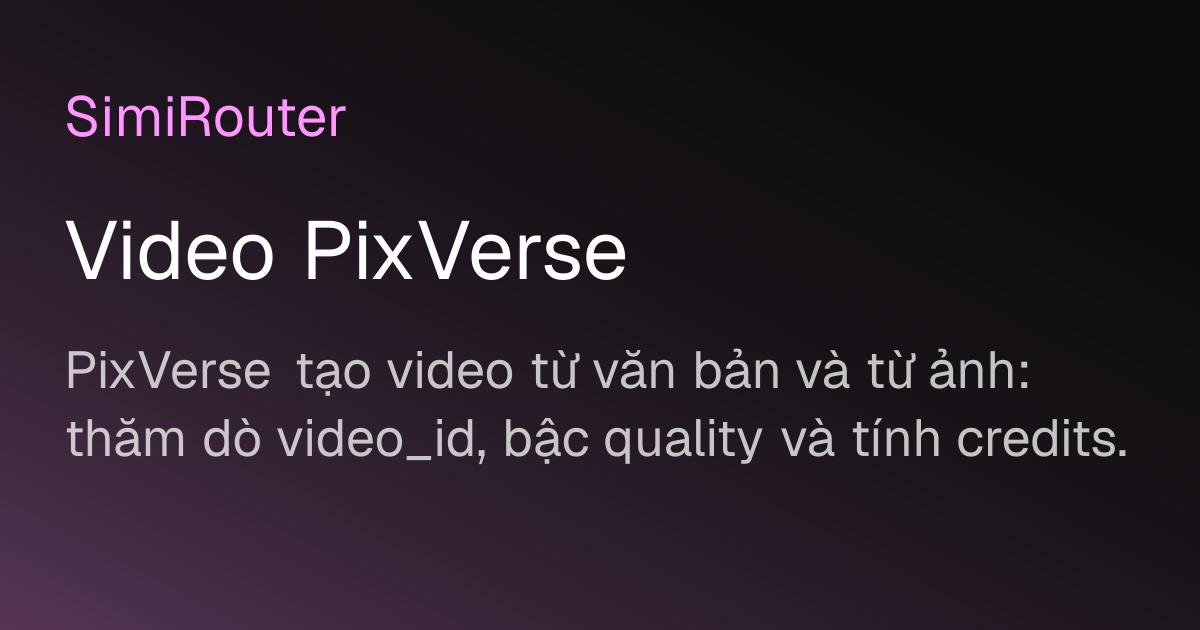 SimiRouter
Video PixVerse
PixVerse tạo video từ văn bản và từ ảnh:
thăm dò video_id, bậc quality và tính credits.